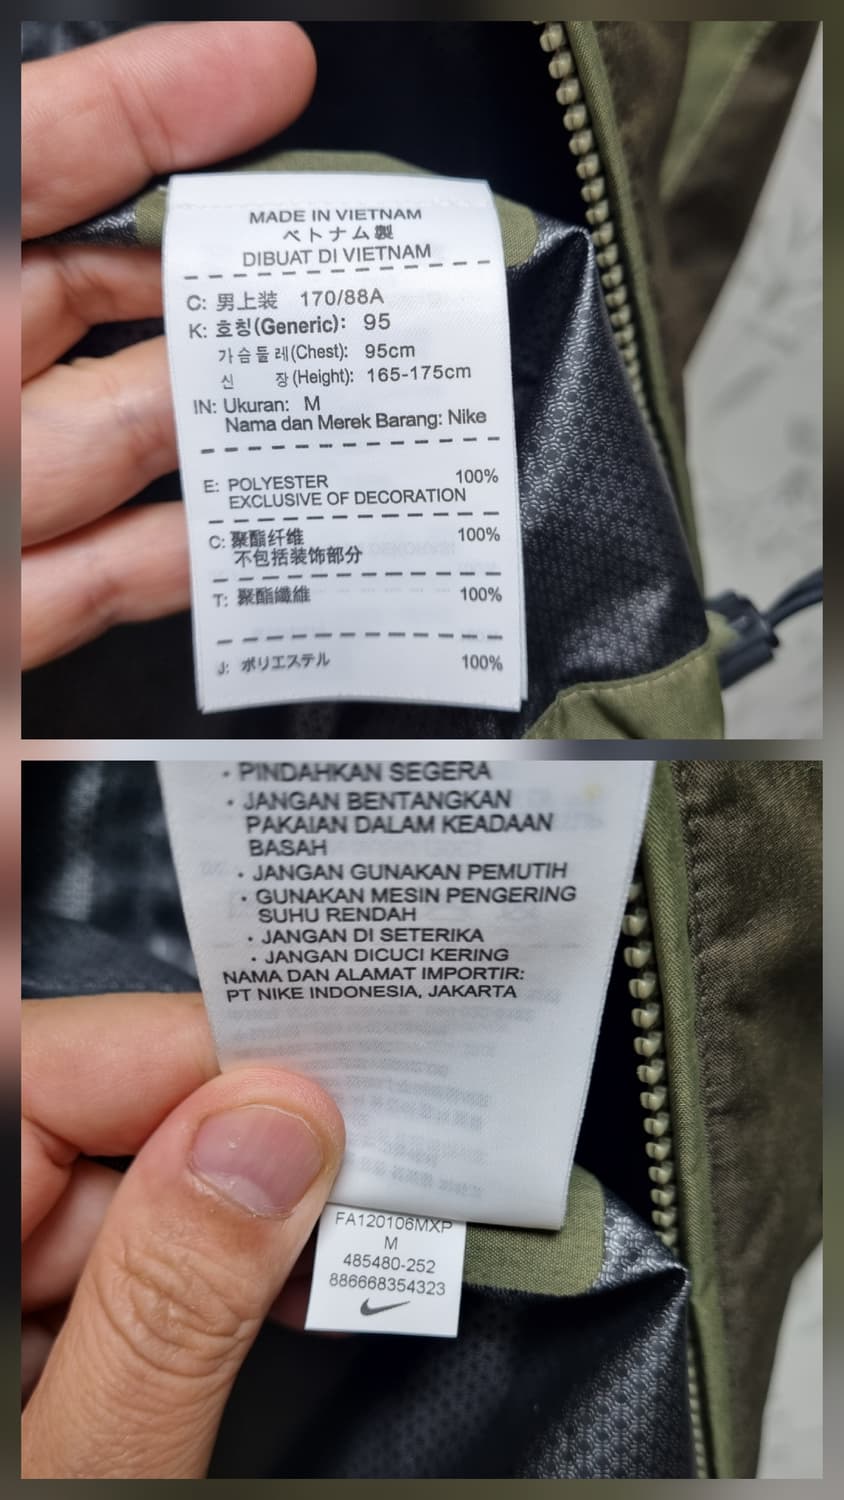 MADE IN VIETNAM
ベトナム製
DIBUAT DI VIETNAM
C: 男上装 170/88A
K: 호칭(Generic): 95
가슴둘레(Chest): 95cm
신 장(Height): 165-175cm
IN: Ukuran: M
Nama dan Merek Barang: Nike
E: POLYESTER 100%
EXCLUSIVE OF DECORATION
C: 聚酯纤维 100%
不包括装饰部分
T: 聚酯纖維 100%
J: ポリエステル 100%
• PINDAHKAN SEGERA
• JANGAN BENTANGKAN
PAKAIAN DALAM KEADAAN
BASAH
• JANGAN GUNAKAN PEMUTIH
• GUNAKAN MESIN PENGERING
SUHU RENDAH
• JANGAN DI SETERIKA
• JANGAN DICUCI KERING
NAMA DAN ALAMAT IMPORTIR:
PT NIKE INDONESIA, JAKARTA
FA120106MXP
M
485480-252
886668354323